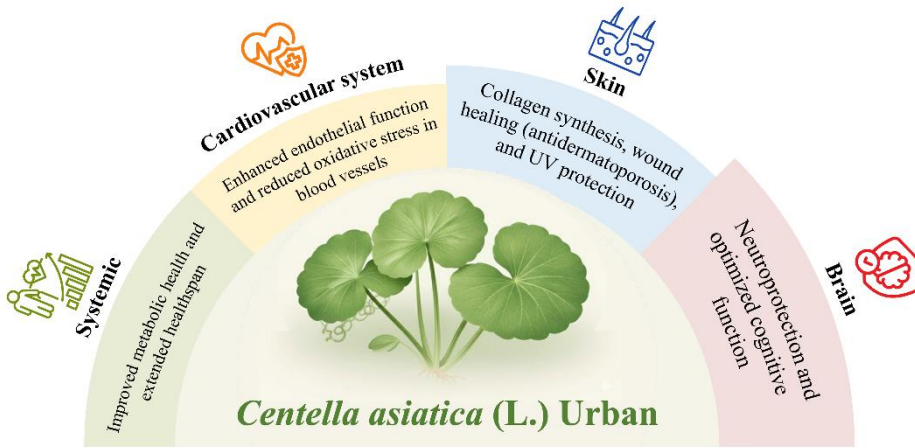 Systemic
Improved metabolic health and
extended healthspan
Cardiovascular system
Enhanced endothelial function
and reduced oxidative stress in
blood vessels
Skin
Collagen synthesis, wound
healing (antidermatoporosis),
and UV protection
Brain
Neutroprotection and
optimized cognitive
function
Centella asiatica (L.) Urban